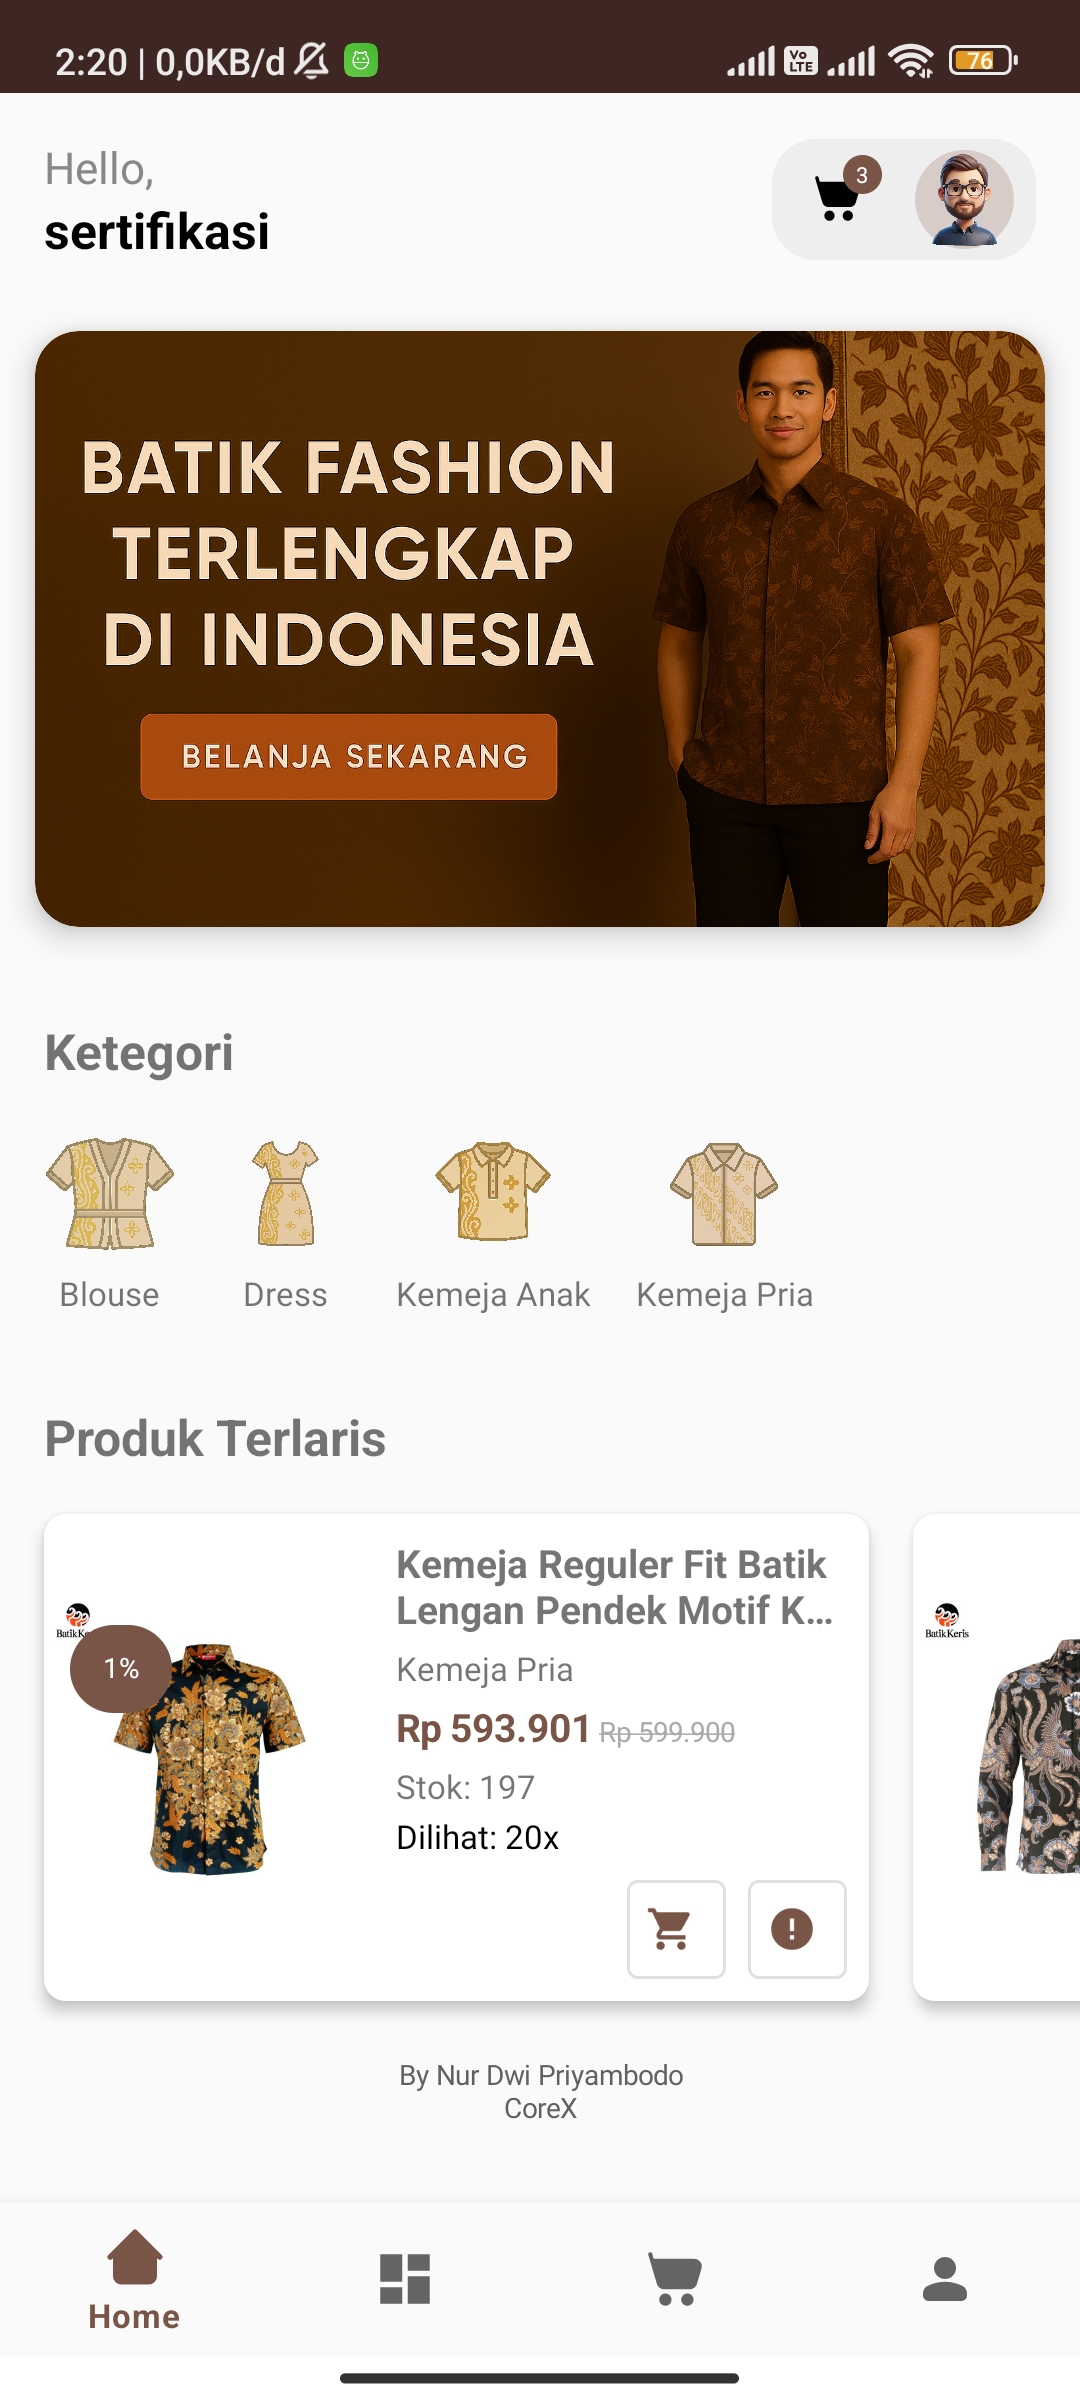 2:20 | 0,0KB/d
Vo
LTE
76
Hello,
sertifikasi
3
BATIK FASHION
TERLENGKAP
DI INDONESIA
BELANJA SEKARANG
Ketegori
Blouse
Dress
Kemeja Anak
Kemeja Pria
Produk Terlaris
1%
Kemeja Reguler Fit Batik
Lengan Pendek Motif K...
Kemeja Pria
Rp 593.901 Rp 599.900
Stok: 197
Dilihat: 20x
Batik Keris
By Nur Dwi Priyambodo
CoreX
Home